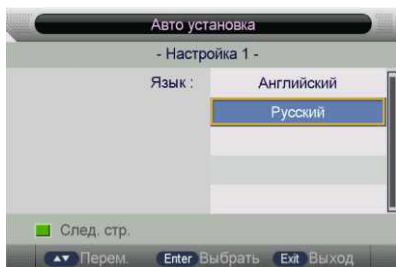 Авто установка
- Настройка 1 -
Язык : Английский
Русский
След. стр.
Перем. Enter Выбрать Exit Выход